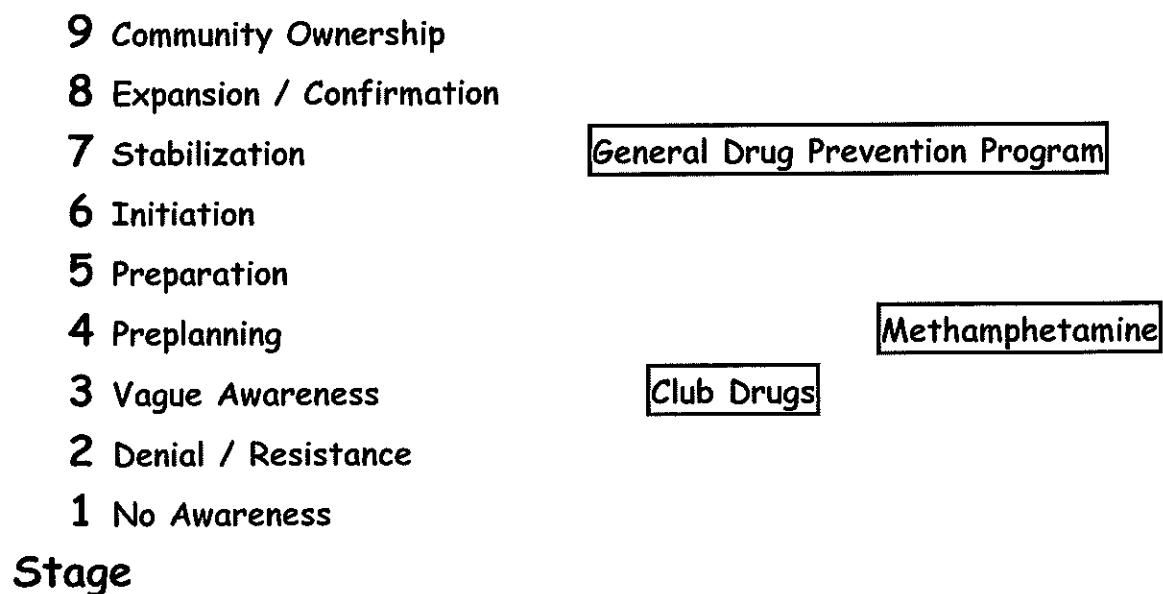 9 Community Ownership
8 Expansion / Confirmation
7 Stabilization General Drug Prevention Program
6 Initiation
5 Preparation
4 Preplanning Methamphetamine
3 Vague Awareness Club Drugs
2 Denial / Resistance
1 No Awareness
Stage